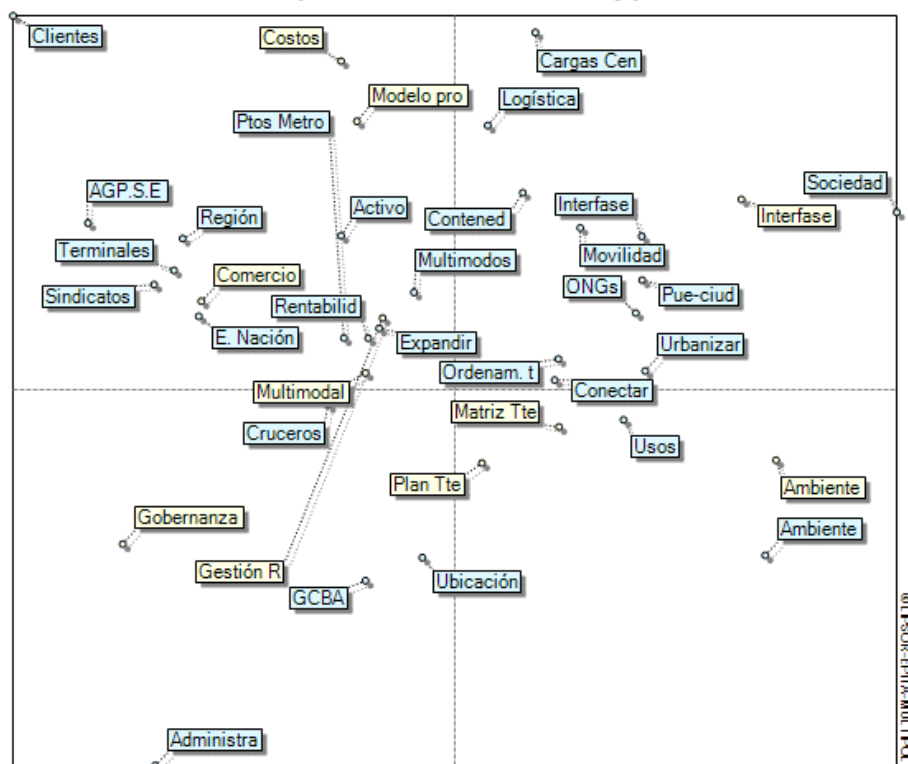 Clientes
Costos
Cargas Cen
Modelo pro
Logística
Ptos Metro
AGP.S.E
Sociedad
Región
Activo
Contened
Interfase
Interfase
Terminales
Multimodos
Movilidad
Comercio
Sindicatos
ONGs
Pue-ciud
Rentabilid
E. Nación
Expandir
Urbanizar
Ordenam. t
Multimodal
Conectar
Matriz Tte
Cruceros
Usos
Plan Tte
Ambiente
Gobernanza
Ambiente
Gestión R
Ubicación
GCBA
Administra